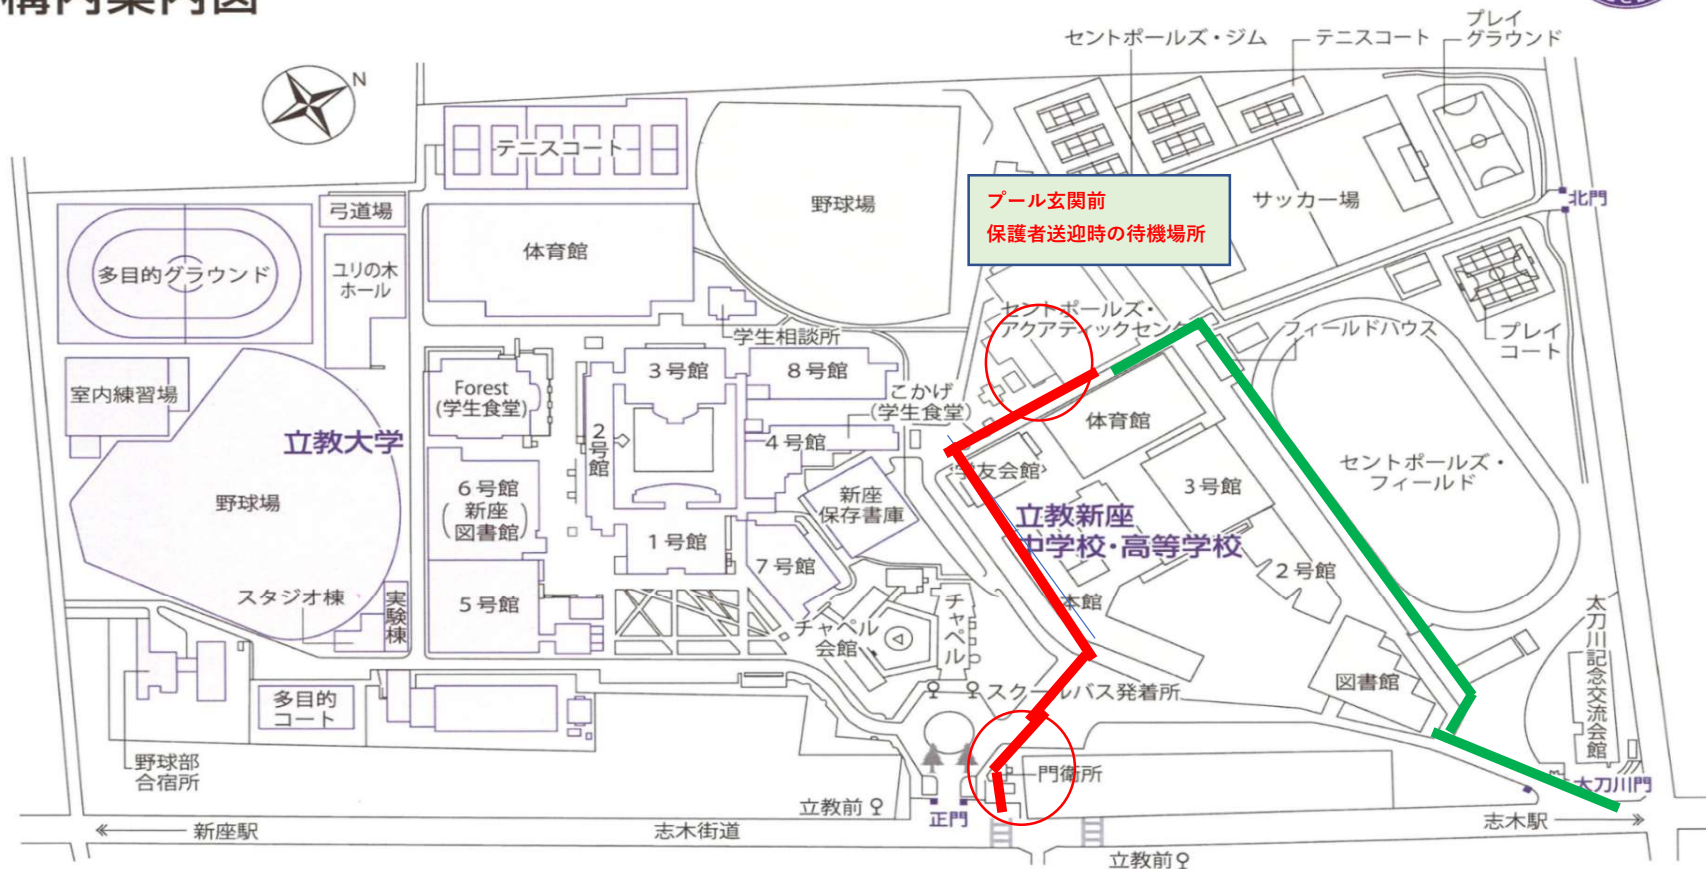 構内案内図
N
セントポールズ・ジム
テニスコート
プレイ
グラウンド
テニスコート
野球場
プール玄関前
保護者送迎時の待機場所
サッカー場
北門
弓道場
体育館
ユリの木
ホール
多目的グラウンド
学生相談所
セントポールズ・
アクアティックセンター
フィールドハウス
プレイ
コート
室内練習場
Forest
(学生食堂)
3号館
8号館
こかげ
(学生食堂)
体育館
立教大学
2号館
4号館
学友会館
セントポールズ・
フィールド
野球場
6号館
(新座
図書館)
新座
保存書庫
3号館
立教新座
中学校・高等学校
1号館
7号館
2号館
スタジオ棟
実験棟
5号館
チャペル
会館
チャペル
本館
太刀川記念交流会館
多目的
コート
スクールバス発着所
図書館
野球部
合宿所
門衛所
太刀川門
立教前
正門
新座駅
志木街道
志木駅
立教前